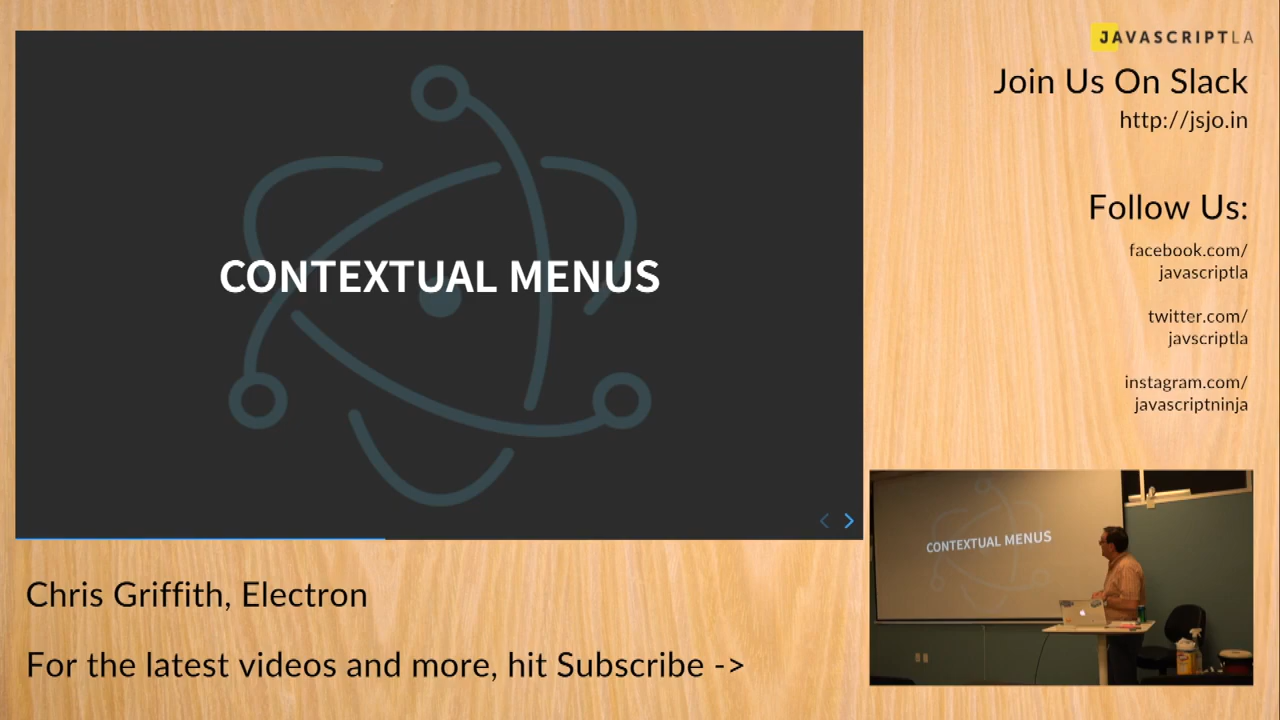 CONTEXTUAL MENUS
JAVASCRIPTLA
Join Us On Slack
http://jsjo.in
Follow Us:
facebook.com/
javascriptla
twitter.com/
javscriptla
instagram.com/
javascriptninja
CONTEXTUAL MENUS
Chris Griffith, Electron
For the latest videos and more, hit Subscribe ->